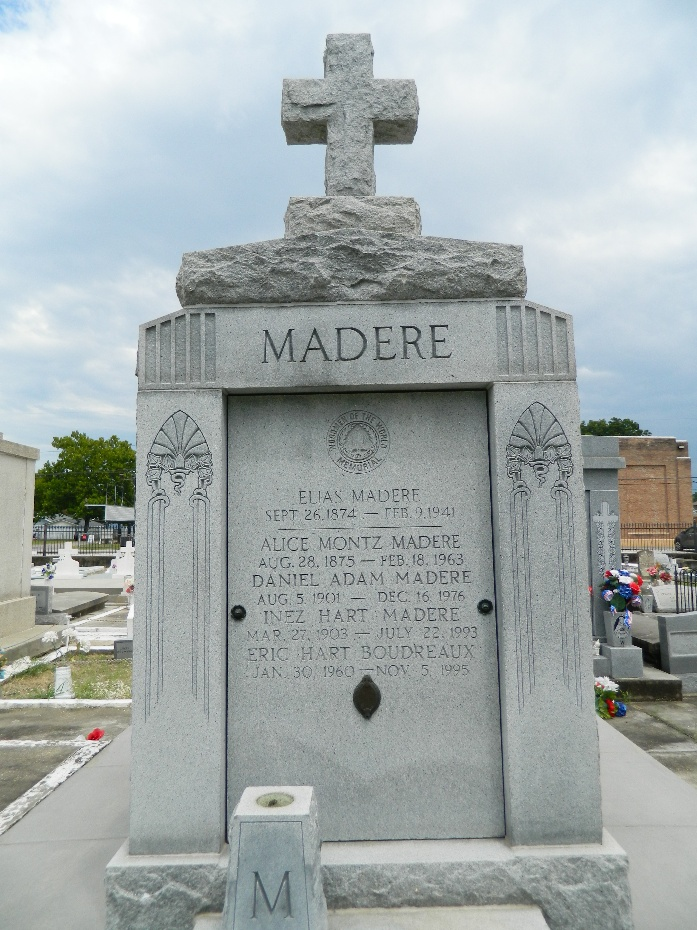 MADERE
WOODMEN OF THE WORLD
MEMORIAL
ELIAS MADERE
SEPT 26, 1874 — FEB. 9, 1941
ALICE MONTZ MADERE
AUG. 28, 1875 — FEB. 18, 1963
DANIEL ADAM MADERE
AUG. 5, 1901 — DEC. 16, 1976
INEZ HART MADERE
MAR. 27, 1903 — JULY 22, 1993
ERIC HART BOUDREAUX
JAN. 30, 1960 — NOV. 5, 1995
M